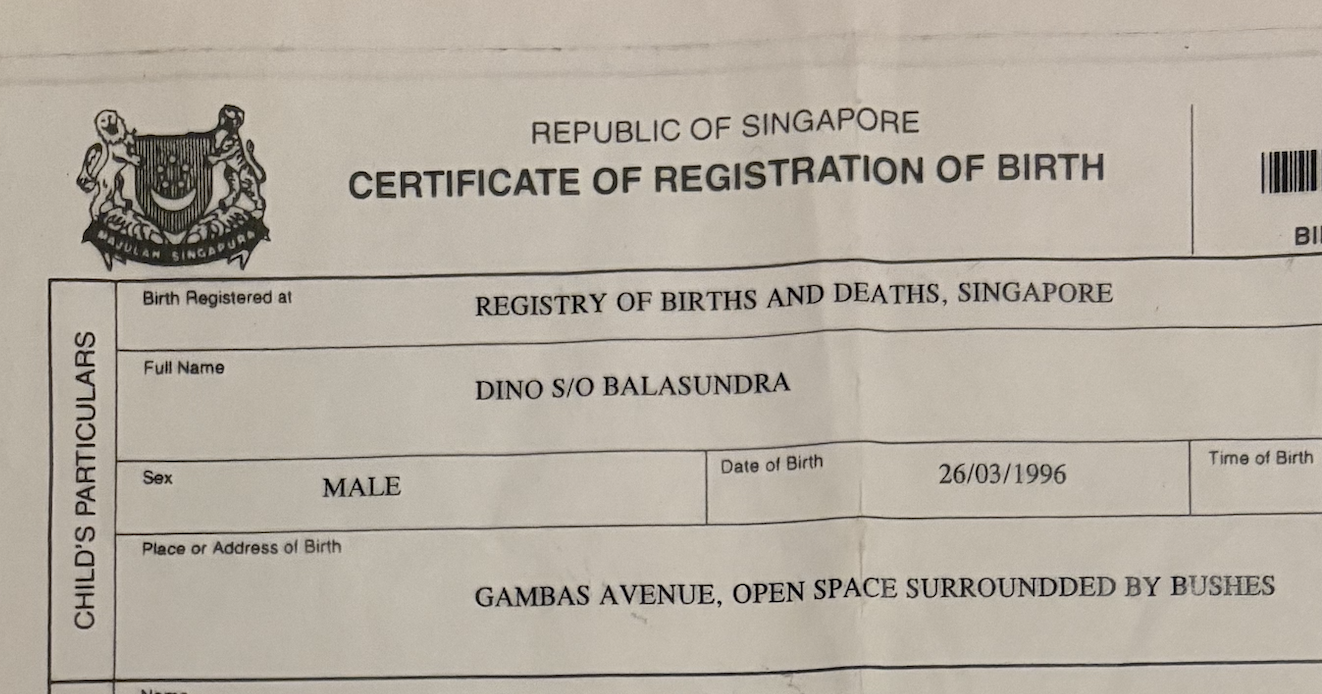 REPUBLIC OF SINGAPORE
CERTIFICATE OF REGISTRATION OF BIRTH
MAJULAH SINGAPURA
BI
CHILD'S PARTICULARS
Birth Registered at REGISTRY OF BIRTHS AND DEATHS, SINGAPORE
Full Name
DINO S/O BALASUNDRA
Sex MALE Date of Birth 26/03/1996 Time of Birth
Place or Address of Birth
GAMBAS AVENUE, OPEN SPACE SURROUNDDED BY BUSHES
Name